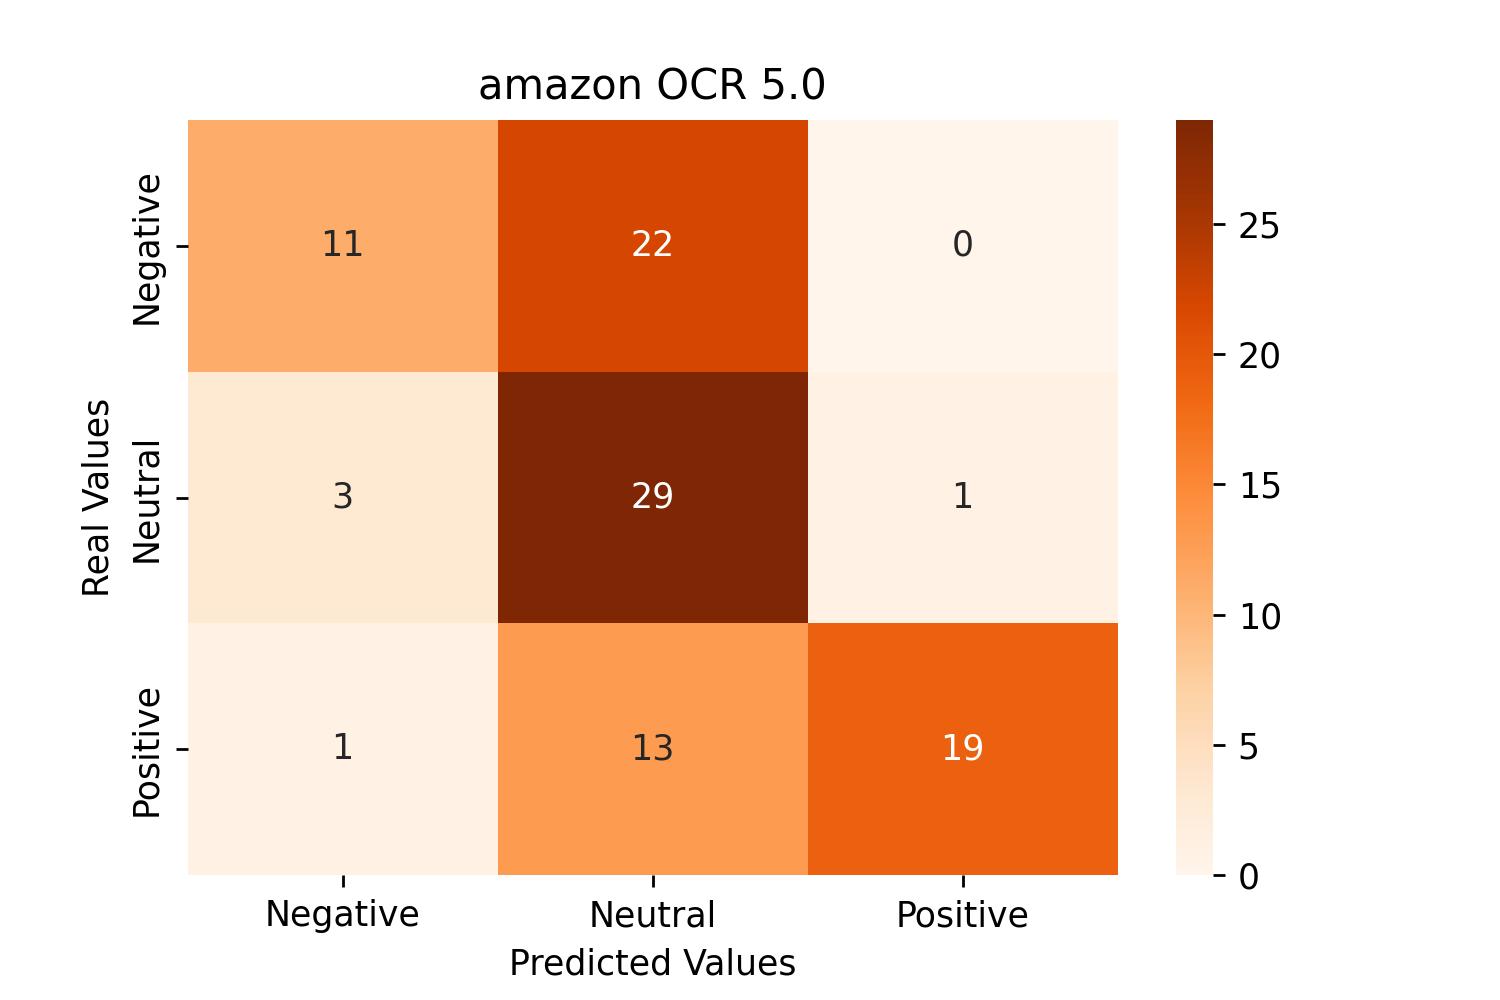 amazon OCR 5.0
Real Values
Negative
11 22 0
Neutral
3 29 1
Positive
1 13 19
Negative Neutral Positive
Predicted Values
25
20
15
10
5
0